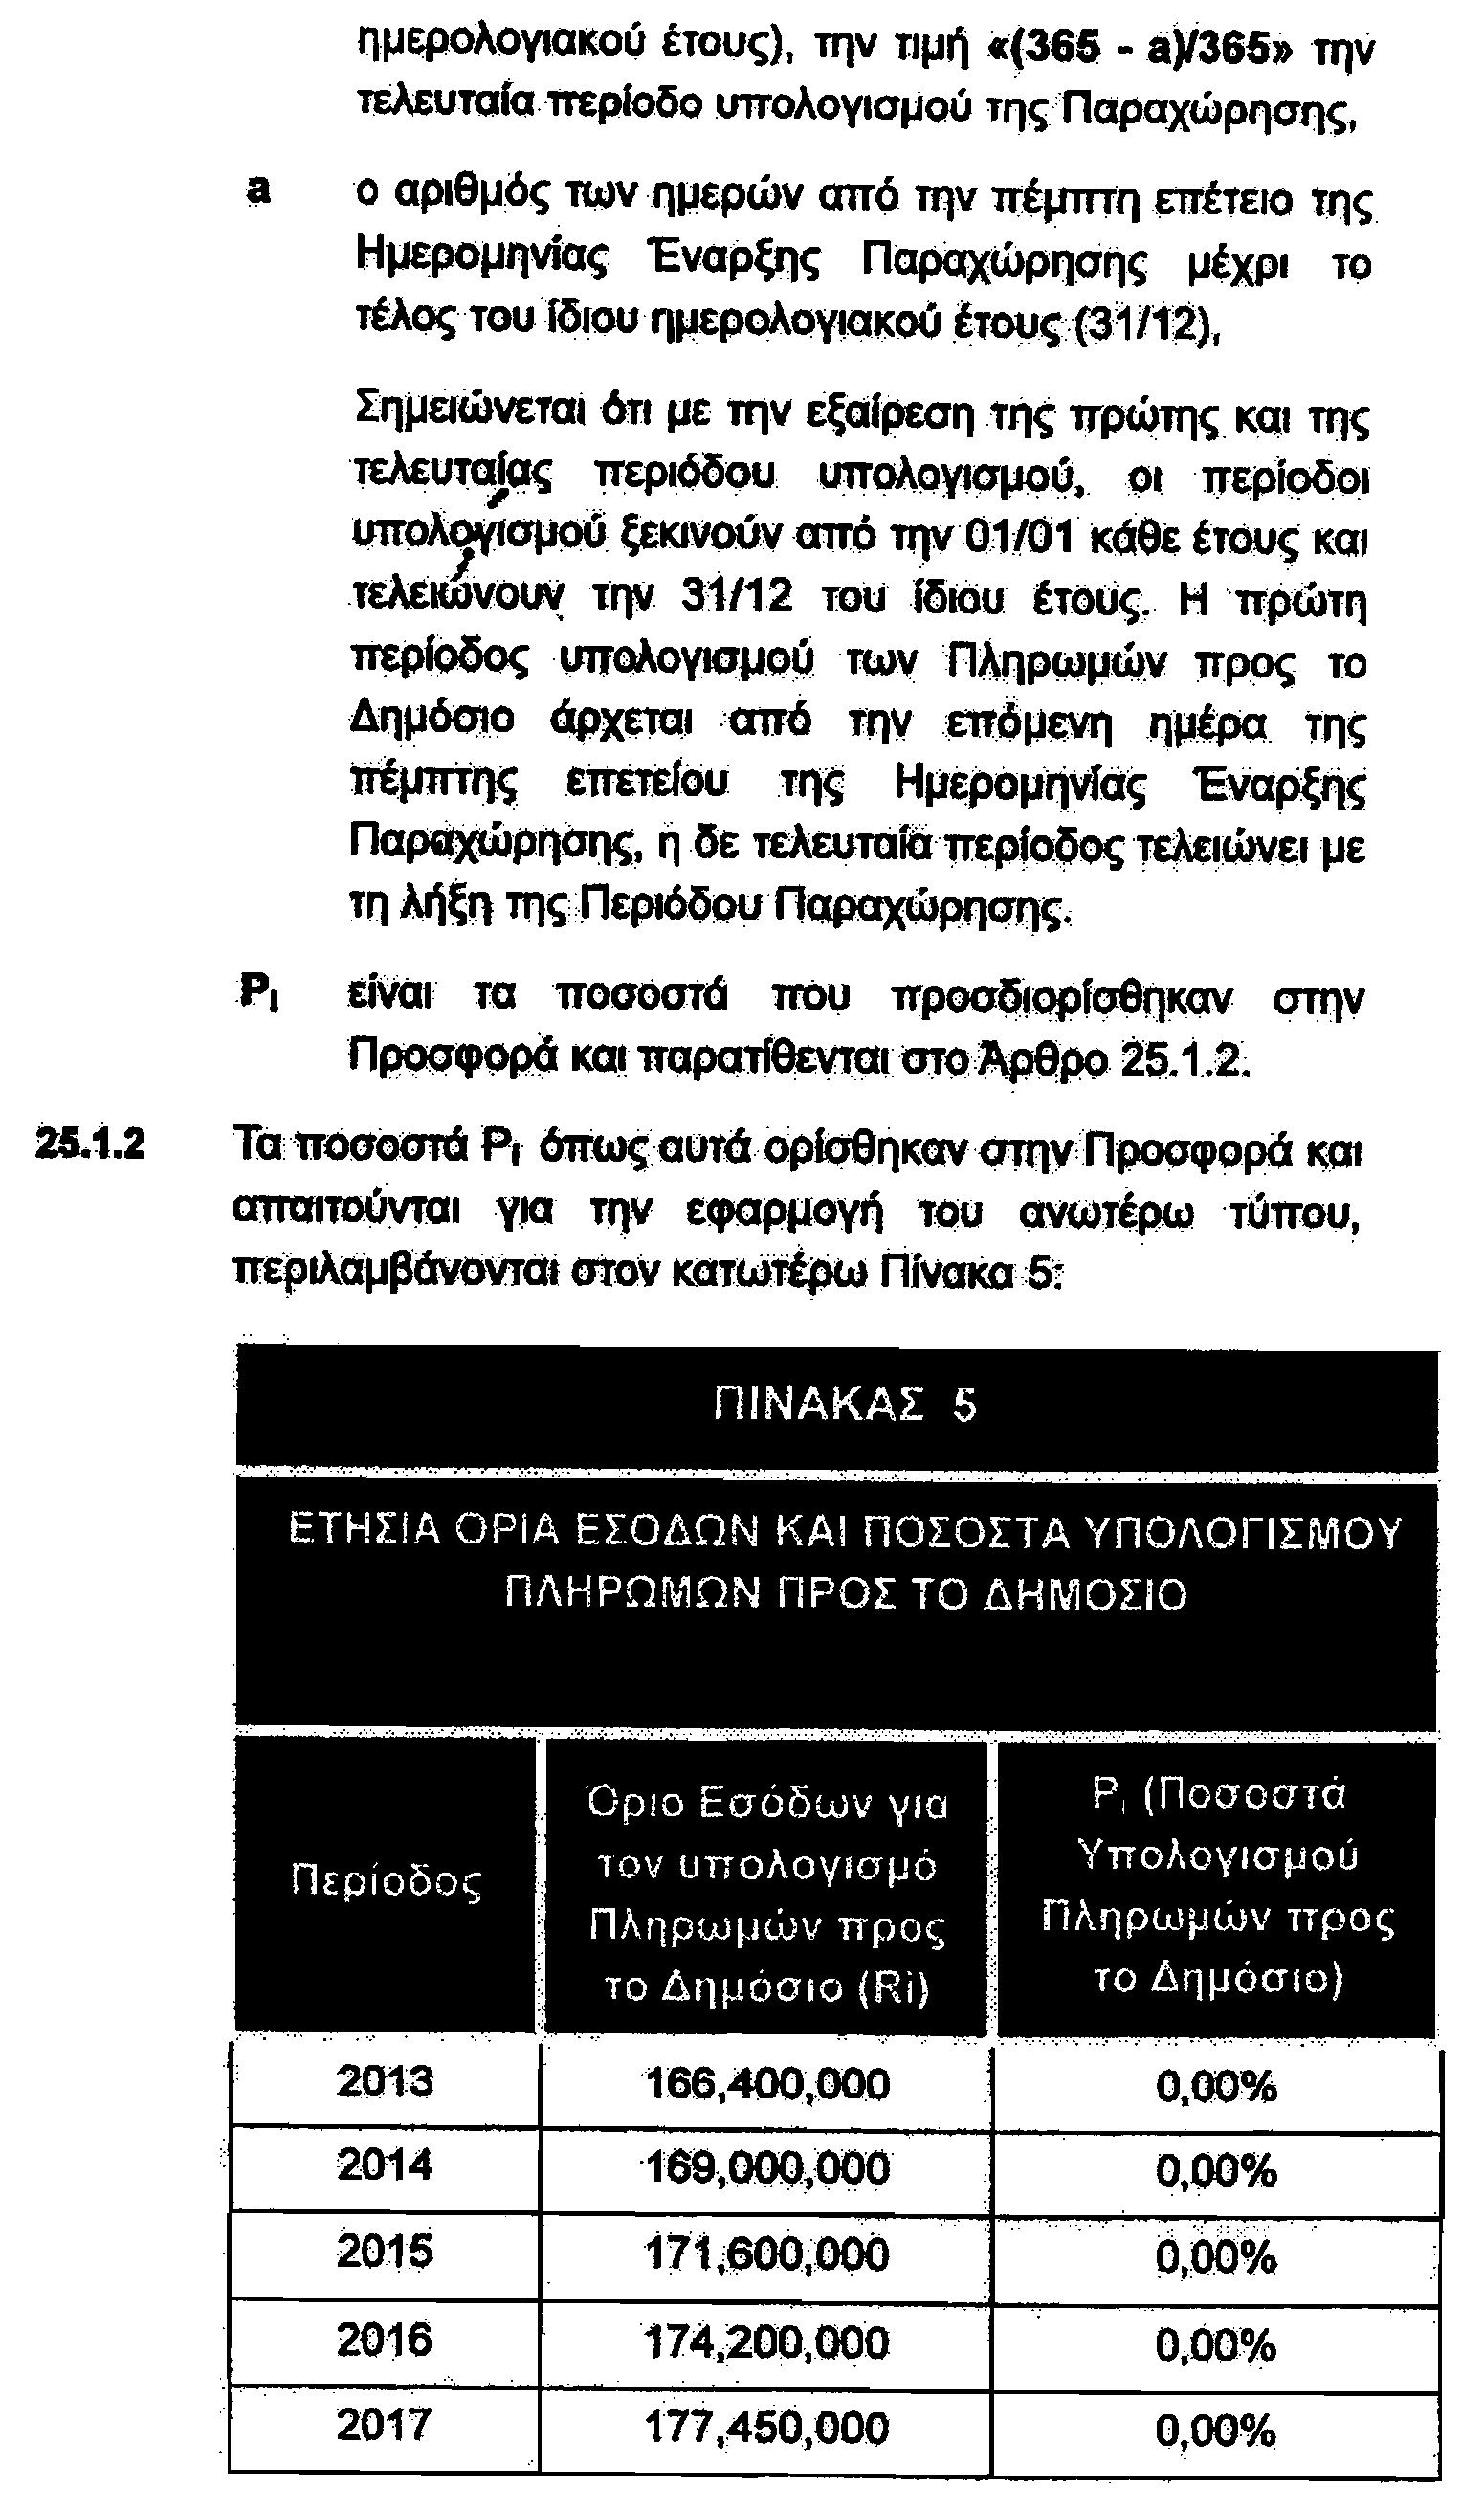 ημερολογιακού έτους), την τιμή «(365 - a)/365» την
τελευταία περίοδο υπολογισμού της Παραχώρησης,
a ο αριθμός των ημερών από την πέμπτη επέτειο της
Ημερομηνίας Έναρξης Παραχώρησης μέχρι το
τέλος του ίδιου ημερολογιακού έτους (31/12),
Σημειώνεται ότι με την εξαίρεση της πρώτης και της
τελευταίας περιόδου υπολογισμού, οι περίοδοι
υπολογισμού ξεκινούν από την 01/01 κάθε έτους και
τελειώνουν την 31/12 του ίδιου έτους. Η πρώτη
περίοδος υπολογισμού των Πληρωμών προς το
Δημόσιο άρχεται από την επόμενη ημέρα της
πέμπτης επετείου της Ημερομηνίας Έναρξης
Παραχώρησης, η δε τελευταία περίοδος τελειώνει με
τη λήξη της Περιόδου Παραχώρησης.
Pi είναι τα ποσοστά που προσδιορίσθηκαν στην
Προσφορά και παρατίθενται στο Άρθρο 25.1.2.
25.1.2 Τα ποσοστά Pi όπως αυτά ορίσθηκαν στην Προσφορά και
απαιτούνται για την εφαρμογή του ανωτέρω τύπου,
περιλαμβάνονται στον κατωτέρω Πίνακα 5:
ΠΙΝΑΚΑΣ 5
ΕΤΗΣΙΑ ΟΡΙΑ ΕΣΟΔΩΝ ΚΑΙ ΠΟΣΟΣΤΑ ΥΠΟΛΟΓΙΣΜΟΥ
ΠΛΗΡΩΜΩΝ ΠΡΟΣ ΤΟ ΔΗΜΟΣΙΟ
Περίοδος
Όριο Εσόδων για
τον υπολογισμό
Πληρωμών προς
το Δημόσιο (Ri)
Pi (Ποσοστά
Υπολογισμού
Πληρωμών προς
το Δημόσιο)
2013 166,400,000 0,00%
2014 169,000,000 0,00%
2015 171,600,000 0,00%
2016 174,200,000 0,00%
2017 177,450,000 0,00%